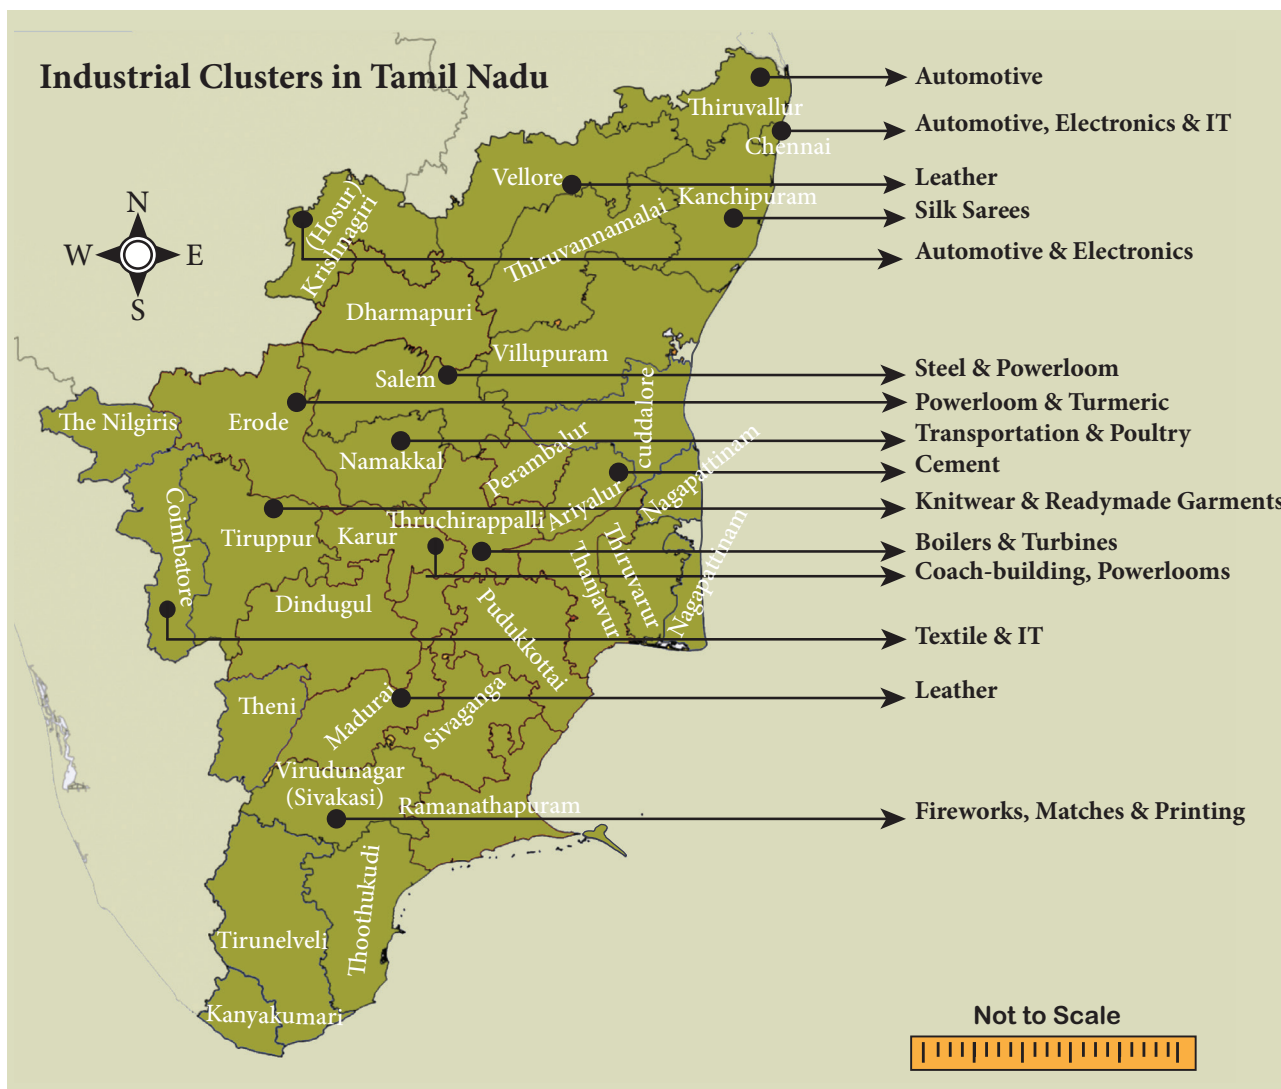 Industrial Clusters in Tamil Nadu
Automotive
Thiruvallur
Automotive, Electronics & IT
Chennai
Vellore
Leather
Kanchipuram
Silk Sarees
(Hosur)
Krishnagiri
Thiruvannamalai
Automotive & Electronics
N
W
E
S
Dharmapuri
Villupuram
Salem
Steel & Powerloom
cuddalore
Powerloom & Turmeric
The Nilgiris
Erode
Transportation & Poultry
Namakkal
Perambalur
Cement
Ariyalur
Nagapattinam
Coimbatore
Knitwear & Readymade Garments
Thruchirappalli
Tiruppur
Karur
Boilers & Turbines
Coach-building, Powerlooms
Thanjavur
Thiruvarur
Nagapattinam
Dindugul
Pudukkottai
Textile & IT
Theni
Madurai
Sivaganga
Leather
Virudunagar
(Sivakasi)
Ramanathapuram
Fireworks, Matches & Printing
Thoothukudi
Tirunelveli
Kanyakumari
Not to Scale